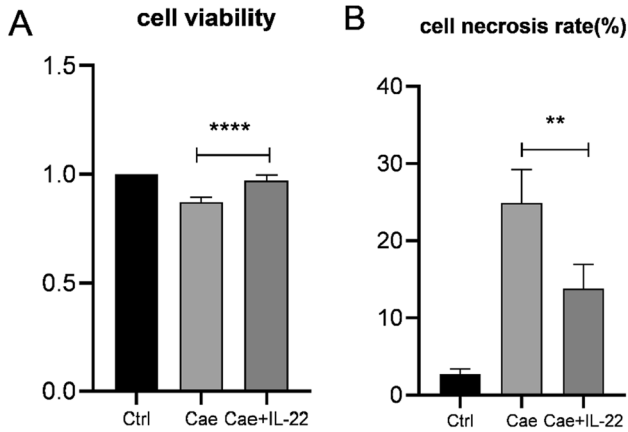 A
cell viability
1.5
1.0
0.5
0.0
****
Ctrl
Cae
Cae+IL-22
B
cell necrosis rate(%)
40
30
20
10
0
**
Ctrl
Cae
Cae+IL-22